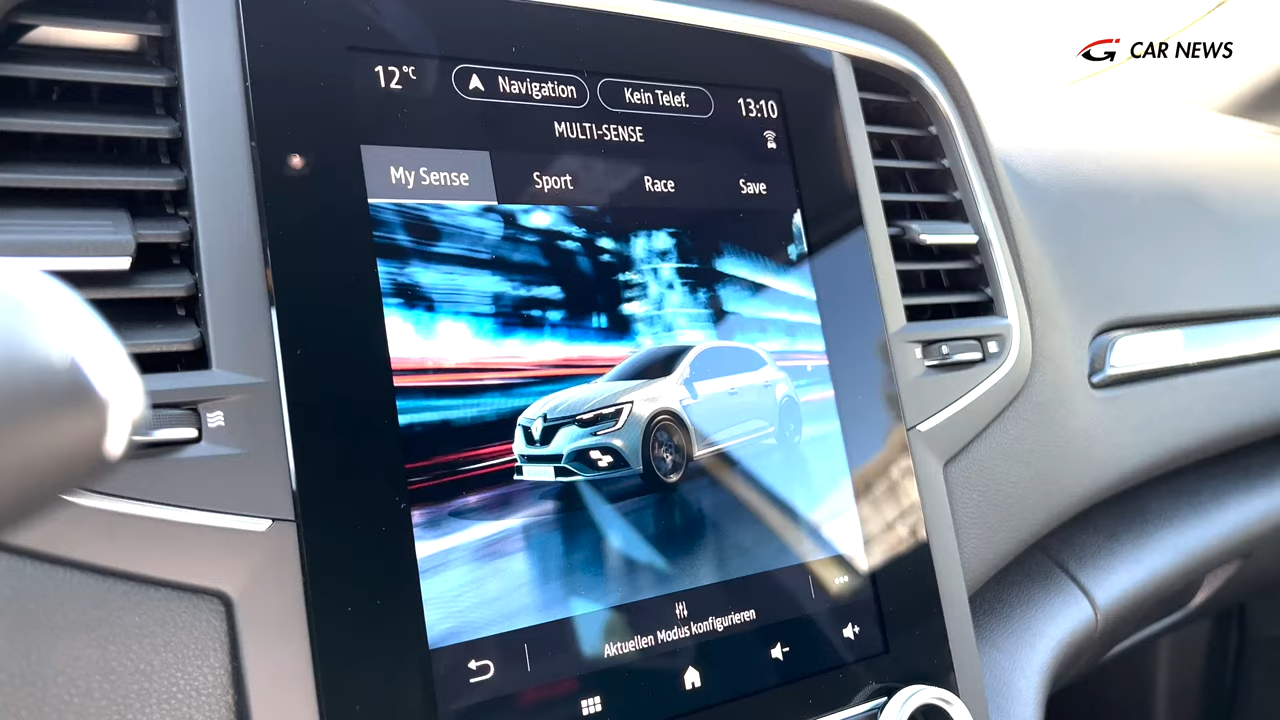 CAR NEWS
12°C
Navigation
Kein Telef.
13:10
MULTI-SENSE
My Sense
Sport
Race
Save
Aktuellen Modus konfigurieren